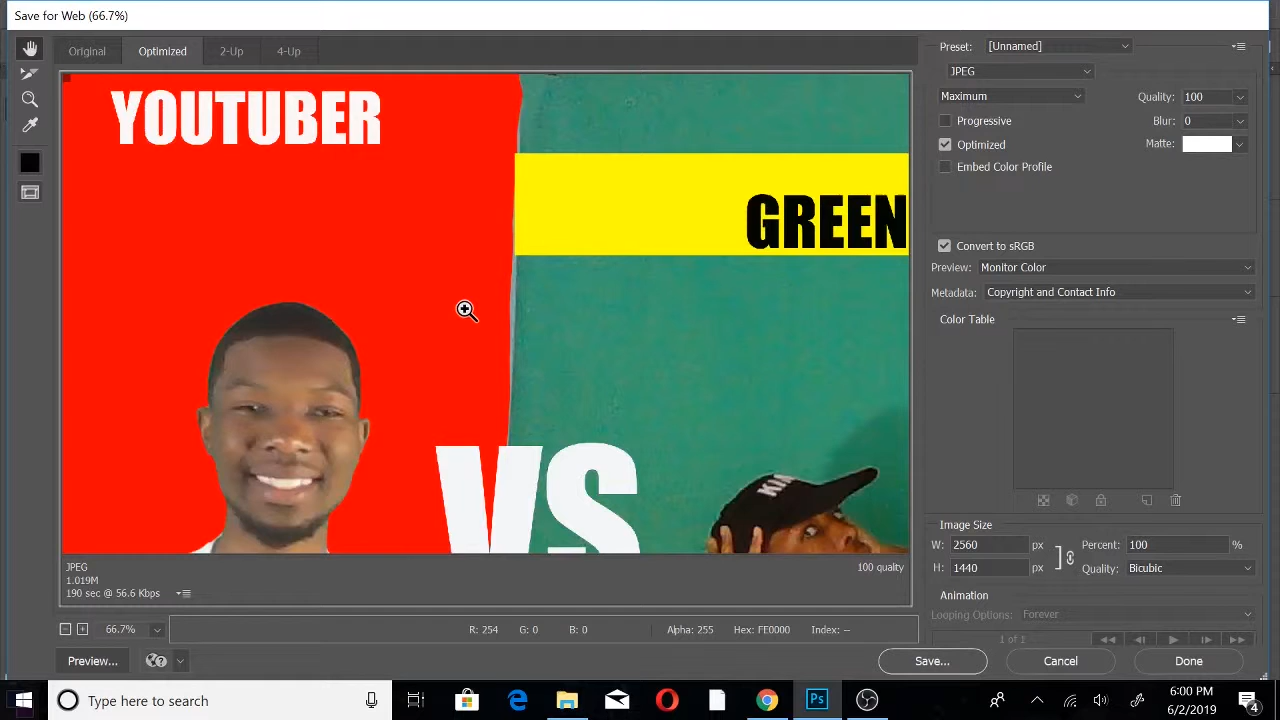 Save for Web (66.7%)
Original
Optimized
2-Up
4-Up
Preset:
[Unnamed]
JPEG
Maximum
Quality:
100
Progressive
Blur:
0
Optimized
Matte:
Embed Color Profile
Convert to sRGB
Preview:
Monitor Color
Metadata:
Copyright and Contact Info
Color Table
YOUTUBER
GREEN
VS
KIA
Image Size
W:
2560
px
Percent:
100
%
H:
1440
px
Quality:
Bicubic
Animation
Looping Options:
Forever
1 of 1
JPEG
100 quality
1.019M
190 sec @ 56.6 Kbps
66.7%
R: 254
G: 0
B: 0
Alpha: 255
Hex: FE0000
Index: --
Preview...
Save...
Cancel
Done
Type here to search
Ps
6:00 PM
6/2/2019
4